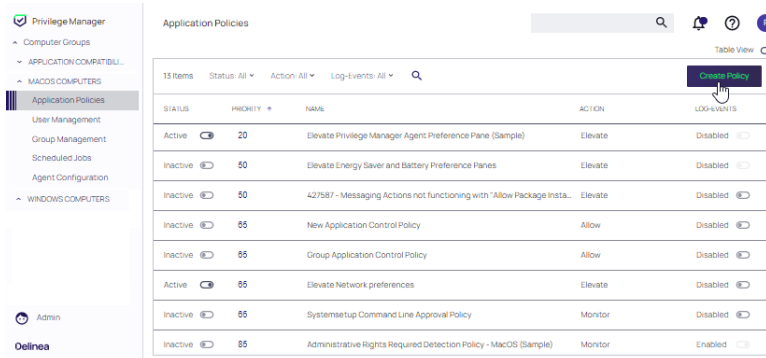 Privilege Manager
Application Policies
Computer Groups
Table View
APPLICATION COMPATIBILI...
MACOS COMPUTERS
Application Policies
User Management
Group Management
Scheduled Jobs
Agent Configuration
WINDOWS COMPUTERS
Admin
Delinea
13 Items Status: All Action: All Log-Events: All
Create Policy
STATUS PRIORITY NAME ACTION LOG-EVENTS
Active 20 Elevate Privilege Manager Agent Preference Pane (Sample) Elevate Disabled
Inactive 50 Elevate Energy Saver and Battery Preference Panes Elevate Disabled
Inactive 50 427587 - Messaging Actions not functioning with "Allow Package Insta... Elevate Disabled
Inactive 65 New Application Control Policy Allow Disabled
Inactive 65 Group Application Control Policy Allow Disabled
Active 65 Elevate Network preferences Elevate Disabled
Inactive 65 Systemsetup Command Line Approval Policy Monitor Disabled
Inactive 85 Administrative Rights Required Detection Policy - MacOS (Sample) Monitor Enabled